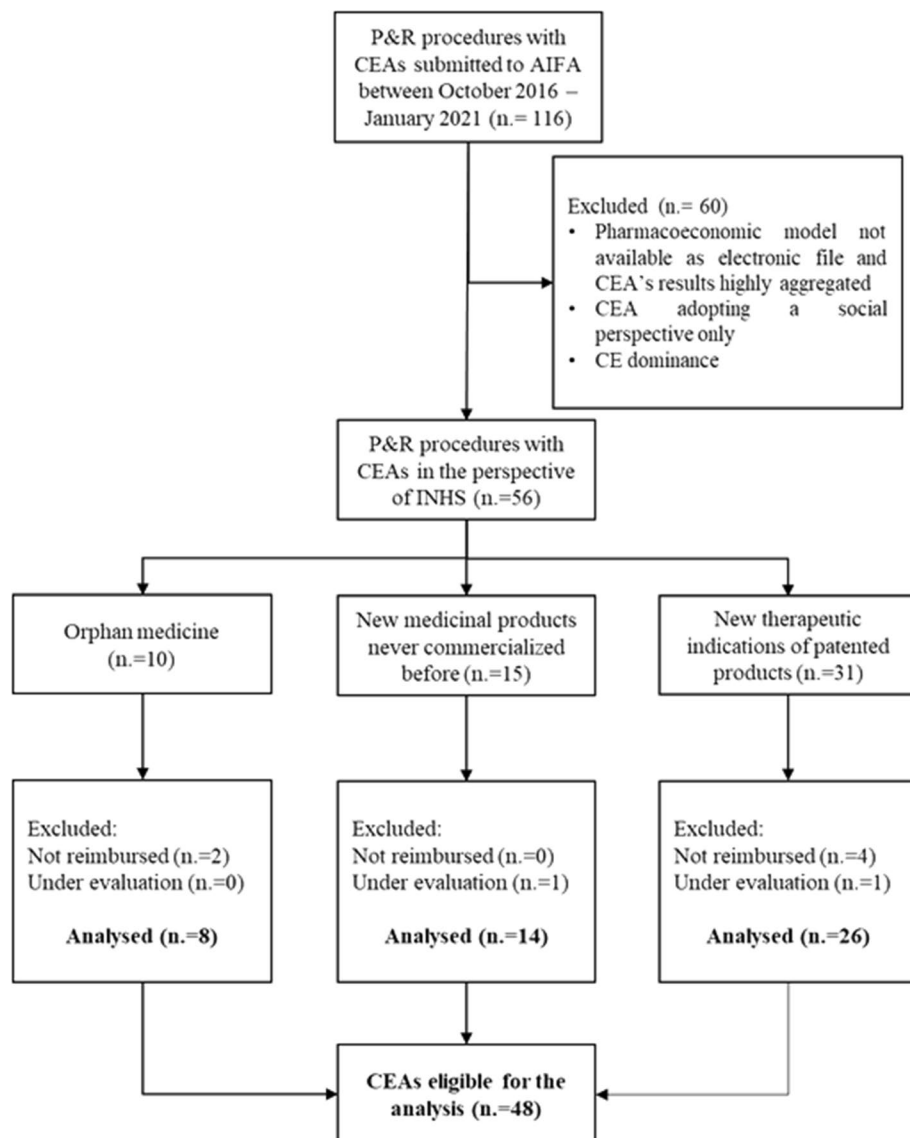 P&R procedures with
CEAs submitted to AIFA
between October 2016 –
January 2021 (n.= 116)
Excluded (n.= 60)
• Pharmacoeconomic model not
available as electronic file and
CEA's results highly aggregated
• CEA adopting a social
perspective only
• CE dominance
P&R procedures with
CEAs in the perspective
of INHS (n.=56)
Orphan medicine
(n.=10)
New medicinal products
never commercialized
before (n.=15)
New therapeutic
indications of patented
products (n.=31)
Excluded:
Not reimbursed (n.=2)
Under evaluation (n.=0)
Analysed (n.=8)
Excluded:
Not reimbursed (n.=0)
Under evaluation (n.=1)
Analysed (n.=14)
Excluded:
Not reimbursed (n.=4)
Under evaluation (n.=1)
Analysed (n.=26)
CEAs eligible for the
analysis (n.=48)